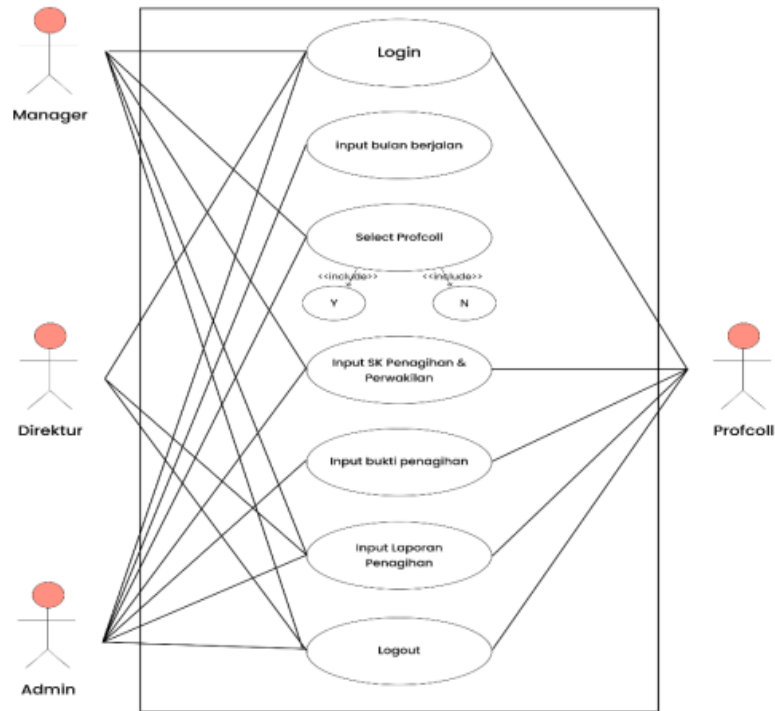 Login
Manager
Input bulan berjalan
Select Profcoll
<<include>>
<<include>>
Y
N
Input SK Penagihan &
Perwakilan
Direktur
Profcoll
Input bukti penagihan
Input Laporan
Penagihan
Logout
Admin